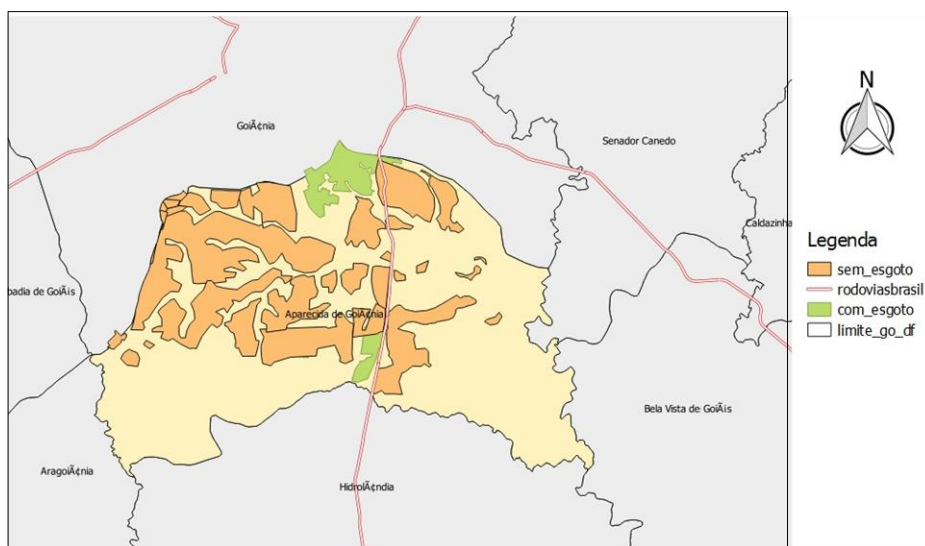 N
GoiÃ¢nia
Senador Canedo
Caldazinha
Legenda
sem_esgoto
rodoviasbrasil
com_esgoto
limite_go_df
badia de GoiÃ¡s
Aparecida de GoiÃ¢nia
Bela Vista de GoiÃ¡s
AragoiÃ¢nia
HidrolÃ¢ndia